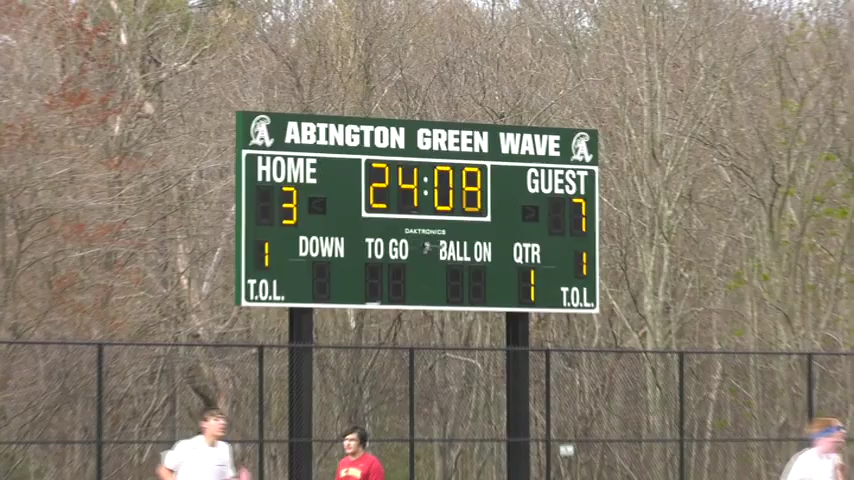 ABINGTON GREEN WAVE
HOME 24:08 GUEST
3 7
DAKTRONICS
DOWN TO GO BALL ON QTR
1 1 1
T.O.L. T.O.L.